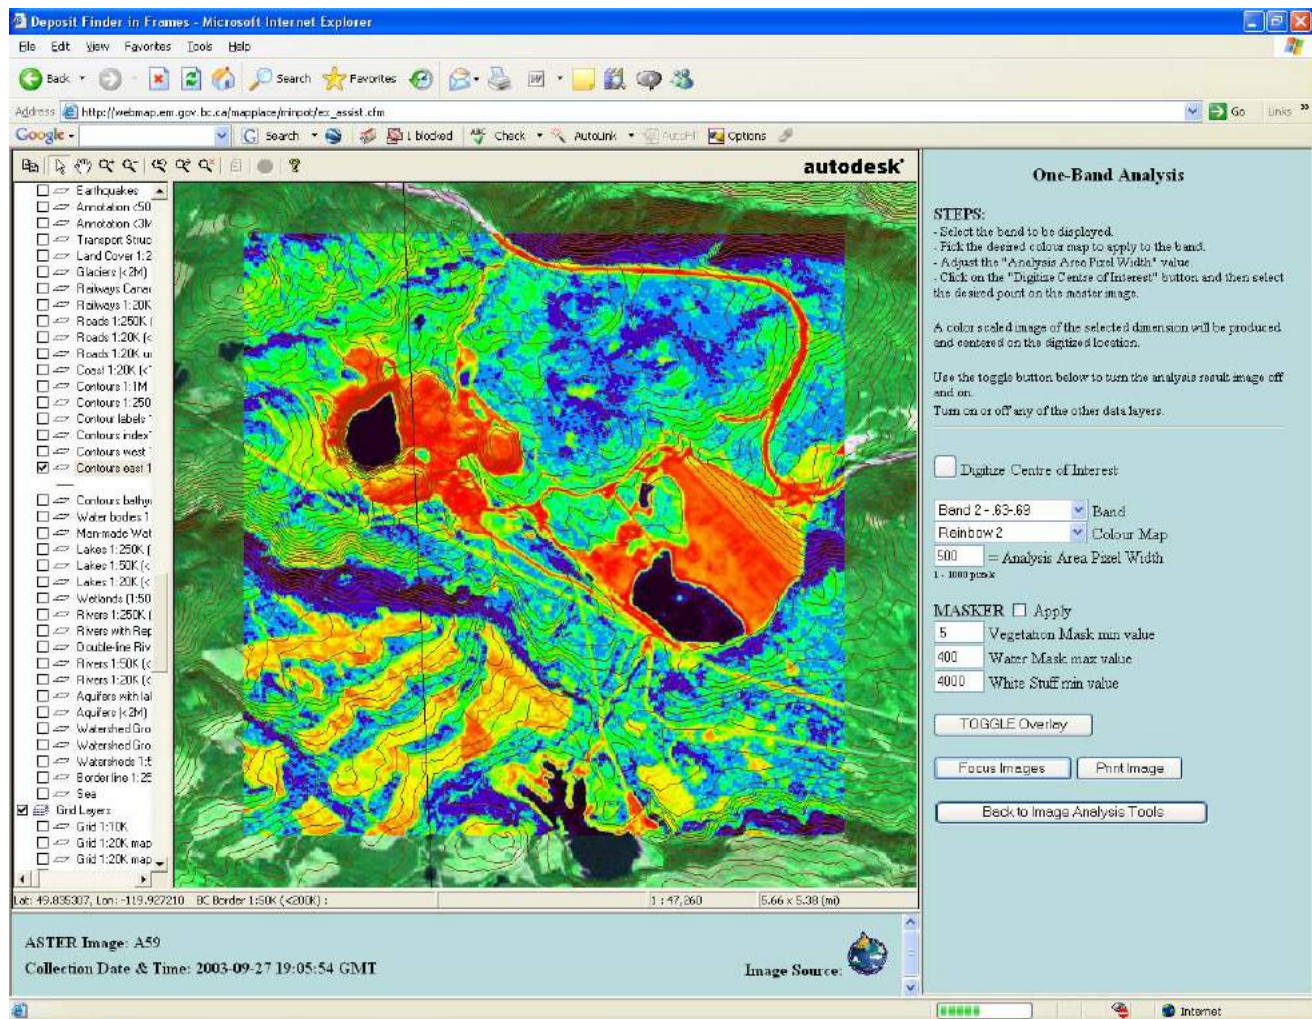 Deposit Finder in Frames - Microsoft Internet Explorer
File Edit View Favorites Tools Help
Back Search Favorites
Address http://webmap.em.gov.bc.ca/mapplace/minpot/ex_assist.cfm Go Links »
Google Search 1 blocked Check AutoLink AutoFill Options
autodesk
Earthquakes
Annotation <50
Annotation <3M
Transport Struc
Land Cover 1:2
Glaciers (<2M)
Railways Canad
Railways 1:20K
Roads 1:250K (
Roads 1:20K (<
Roads 1:20K u
Coast 1:20K (<
Contours 1:1M
Contours 1:250
Contour labels
Contours index
Contours west
Contours east 1
Contours bathy
Water bodies 1
Man-made Wat
Lakes 1:250K (
Lakes 1:50K (<
Lakes 1:20K (<
Wetlands (1:50
Rivers 1:250K (
Rivers with Rep
Double-line Riv
Rivers 1:50K (<
Rivers 1:20K (<
Aquifers with lal
Aquifers (<2M)
Watershed Gro
Watershed Gro
Watersheds 1:5
Border line 1:25
Sea
Grid Layers
Grid 1:10K
Grid 1:20K map
Grid 1:20K map
Lat: 49.835307, Lon: -119.927210 BC Border 1:50K (<200K) : 1 : 47,260 5.66 x 5.38 (mi)
ASTER Image: A59
Collection Date & Time: 2003-09-27 19:05:54 GMT
Image Source:
One-Band Analysis
STEPS:
- Select the band to be displayed.
- Pick the desired colour map to apply to the band.
- Adjust the "Analysis Area Pixel Width" value
- Click on the "Digitize Centre of Interest" button and then select
the desired point on the master image.
A color scaled image of the selected dimension will be produced
and centered on the digitized location.
Use the toggle button below to turn the analysis result image off
and on.
Turn on or off any of the other data layers.
Digitize Centre of Interest
Band 2 - .63-.69 Band
Rainbow 2 Colour Map
500 = Analysis Area Pixel Width
1 - 1000 pixels
MASKER Apply
.5 Vegetation Mask min value
400 Water Mask max value
4000 White Stuff min value
TOGGLE Overlay
Focus Images Print Image
Back to Image Analysis Tools
Internet